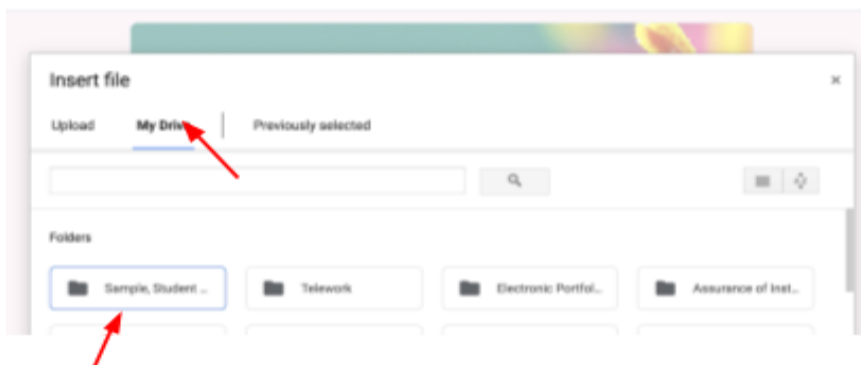 Insert file ×
Upload My Drive Previously selected
Folders
Sample, Student ... Telework Electronic Portfol... Assurance of Inst...